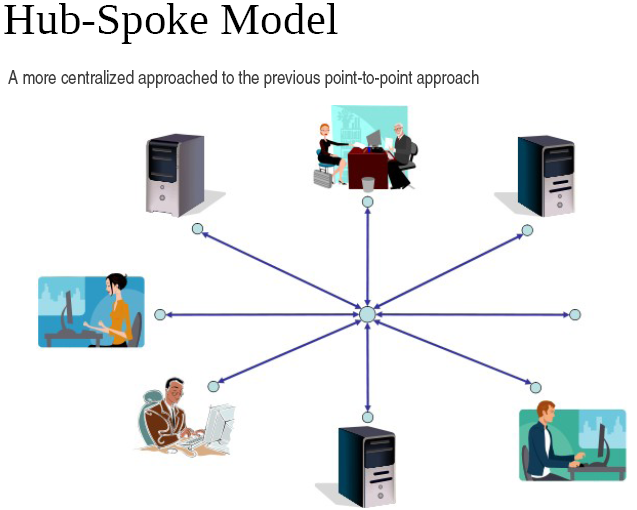 Hub-Spoke Model
A more centralized approached to the previous point-to-point approach